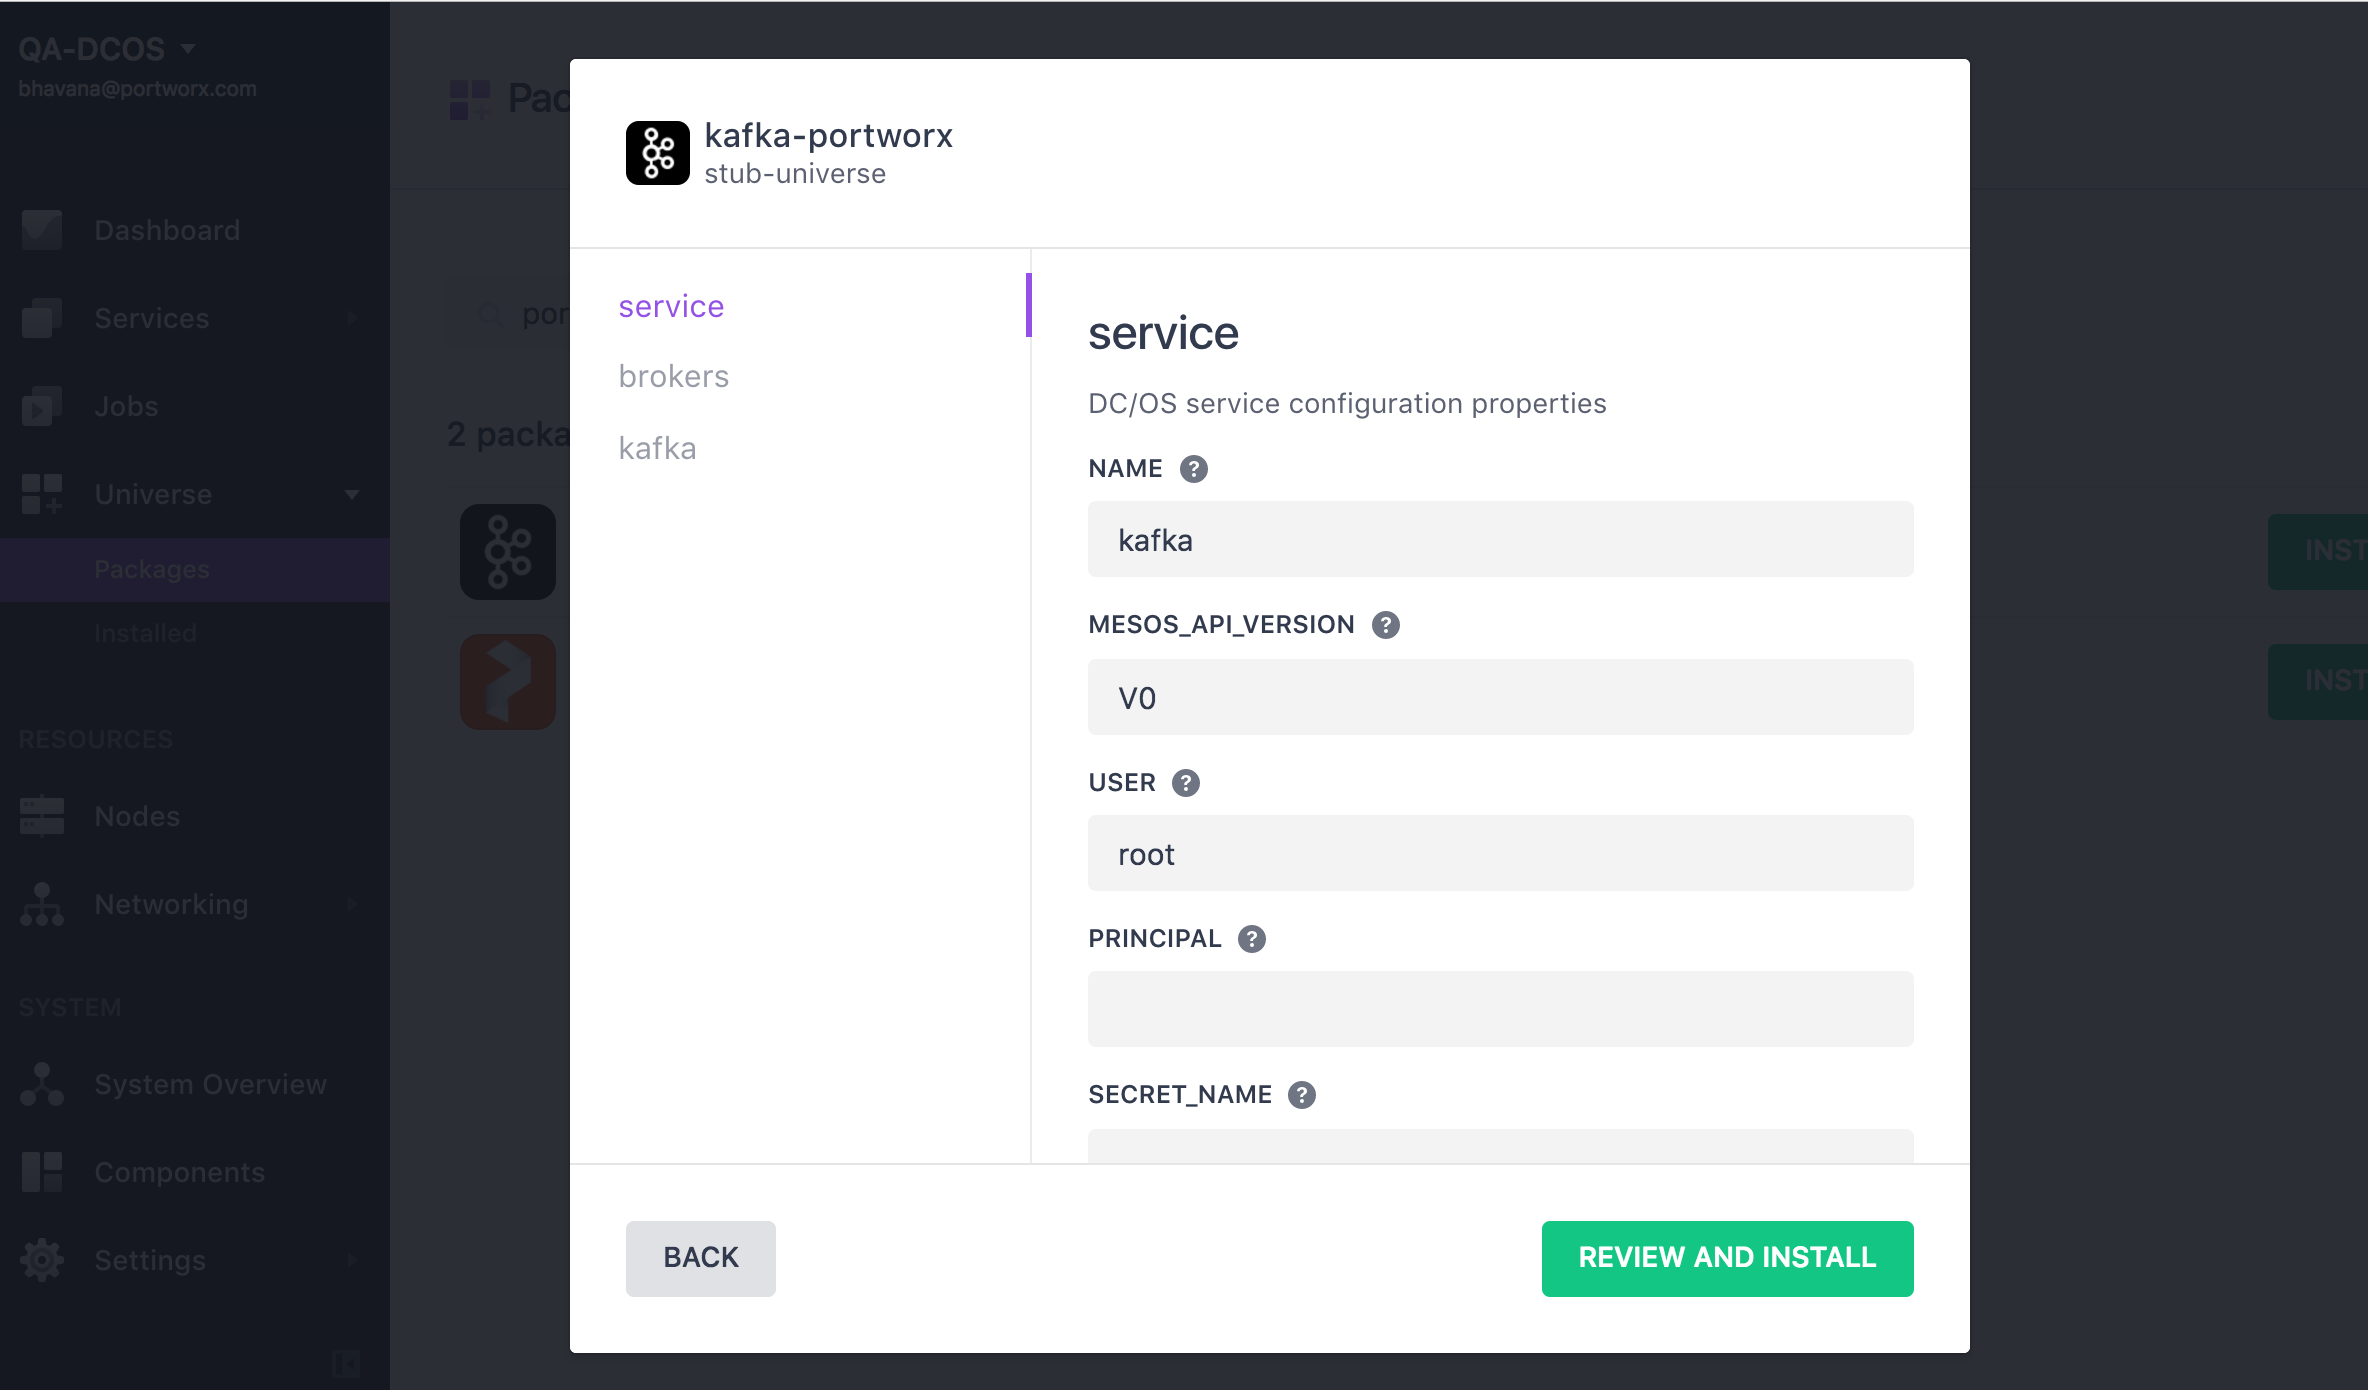 QA-DCOS
bhavana@portworx.com
Dashboard
Services
Jobs
Universe
Packages
Installed
RESOURCES
Nodes
Networking
SYSTEM
System Overview
Components
Settings
Pac
por
2 packa
INST
INST
kafka-portworx
stub-universe
service
brokers
kafka
service
DC/OS service configuration properties
NAME ?
kafka
MESOS_API_VERSION ?
V0
USER ?
root
PRINCIPAL ?
SECRET_NAME ?
BACK
REVIEW AND INSTALL